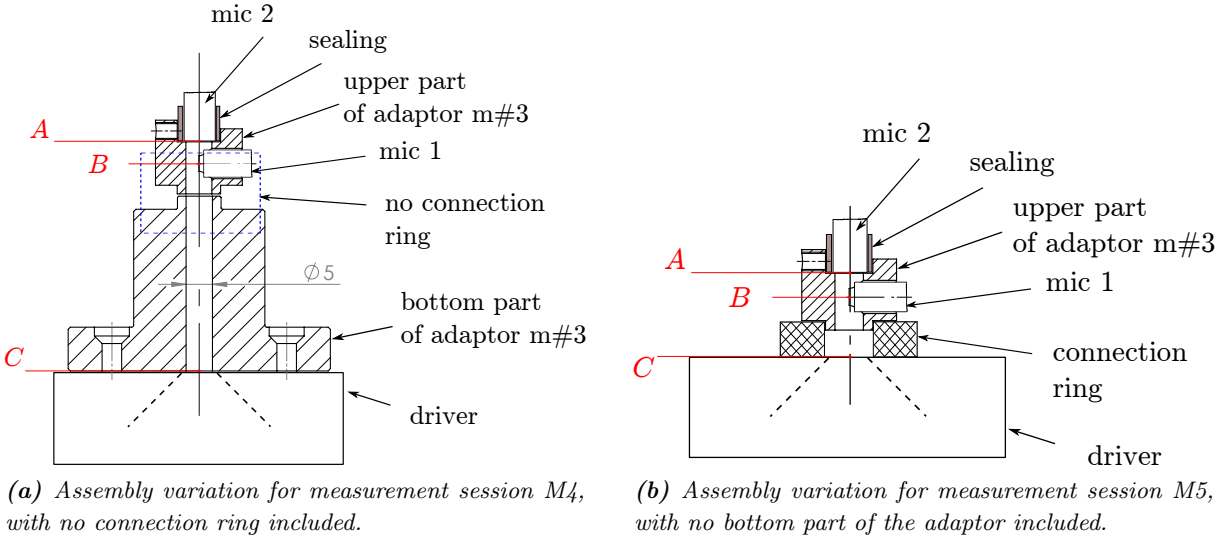 mic 2
sealing
upper part
of adaptor m#3
mic 1
no connection
ring
A
B
∅5
bottom part
of adaptor m#3
C
driver
(a) Assembly variation for measurement session M4,
with no connection ring included.
mic 2
sealing
upper part
of adaptor m#3
mic 1
A
B
C
connection
ring
driver
(b) Assembly variation for measurement session M5,
with no bottom part of the adaptor included.